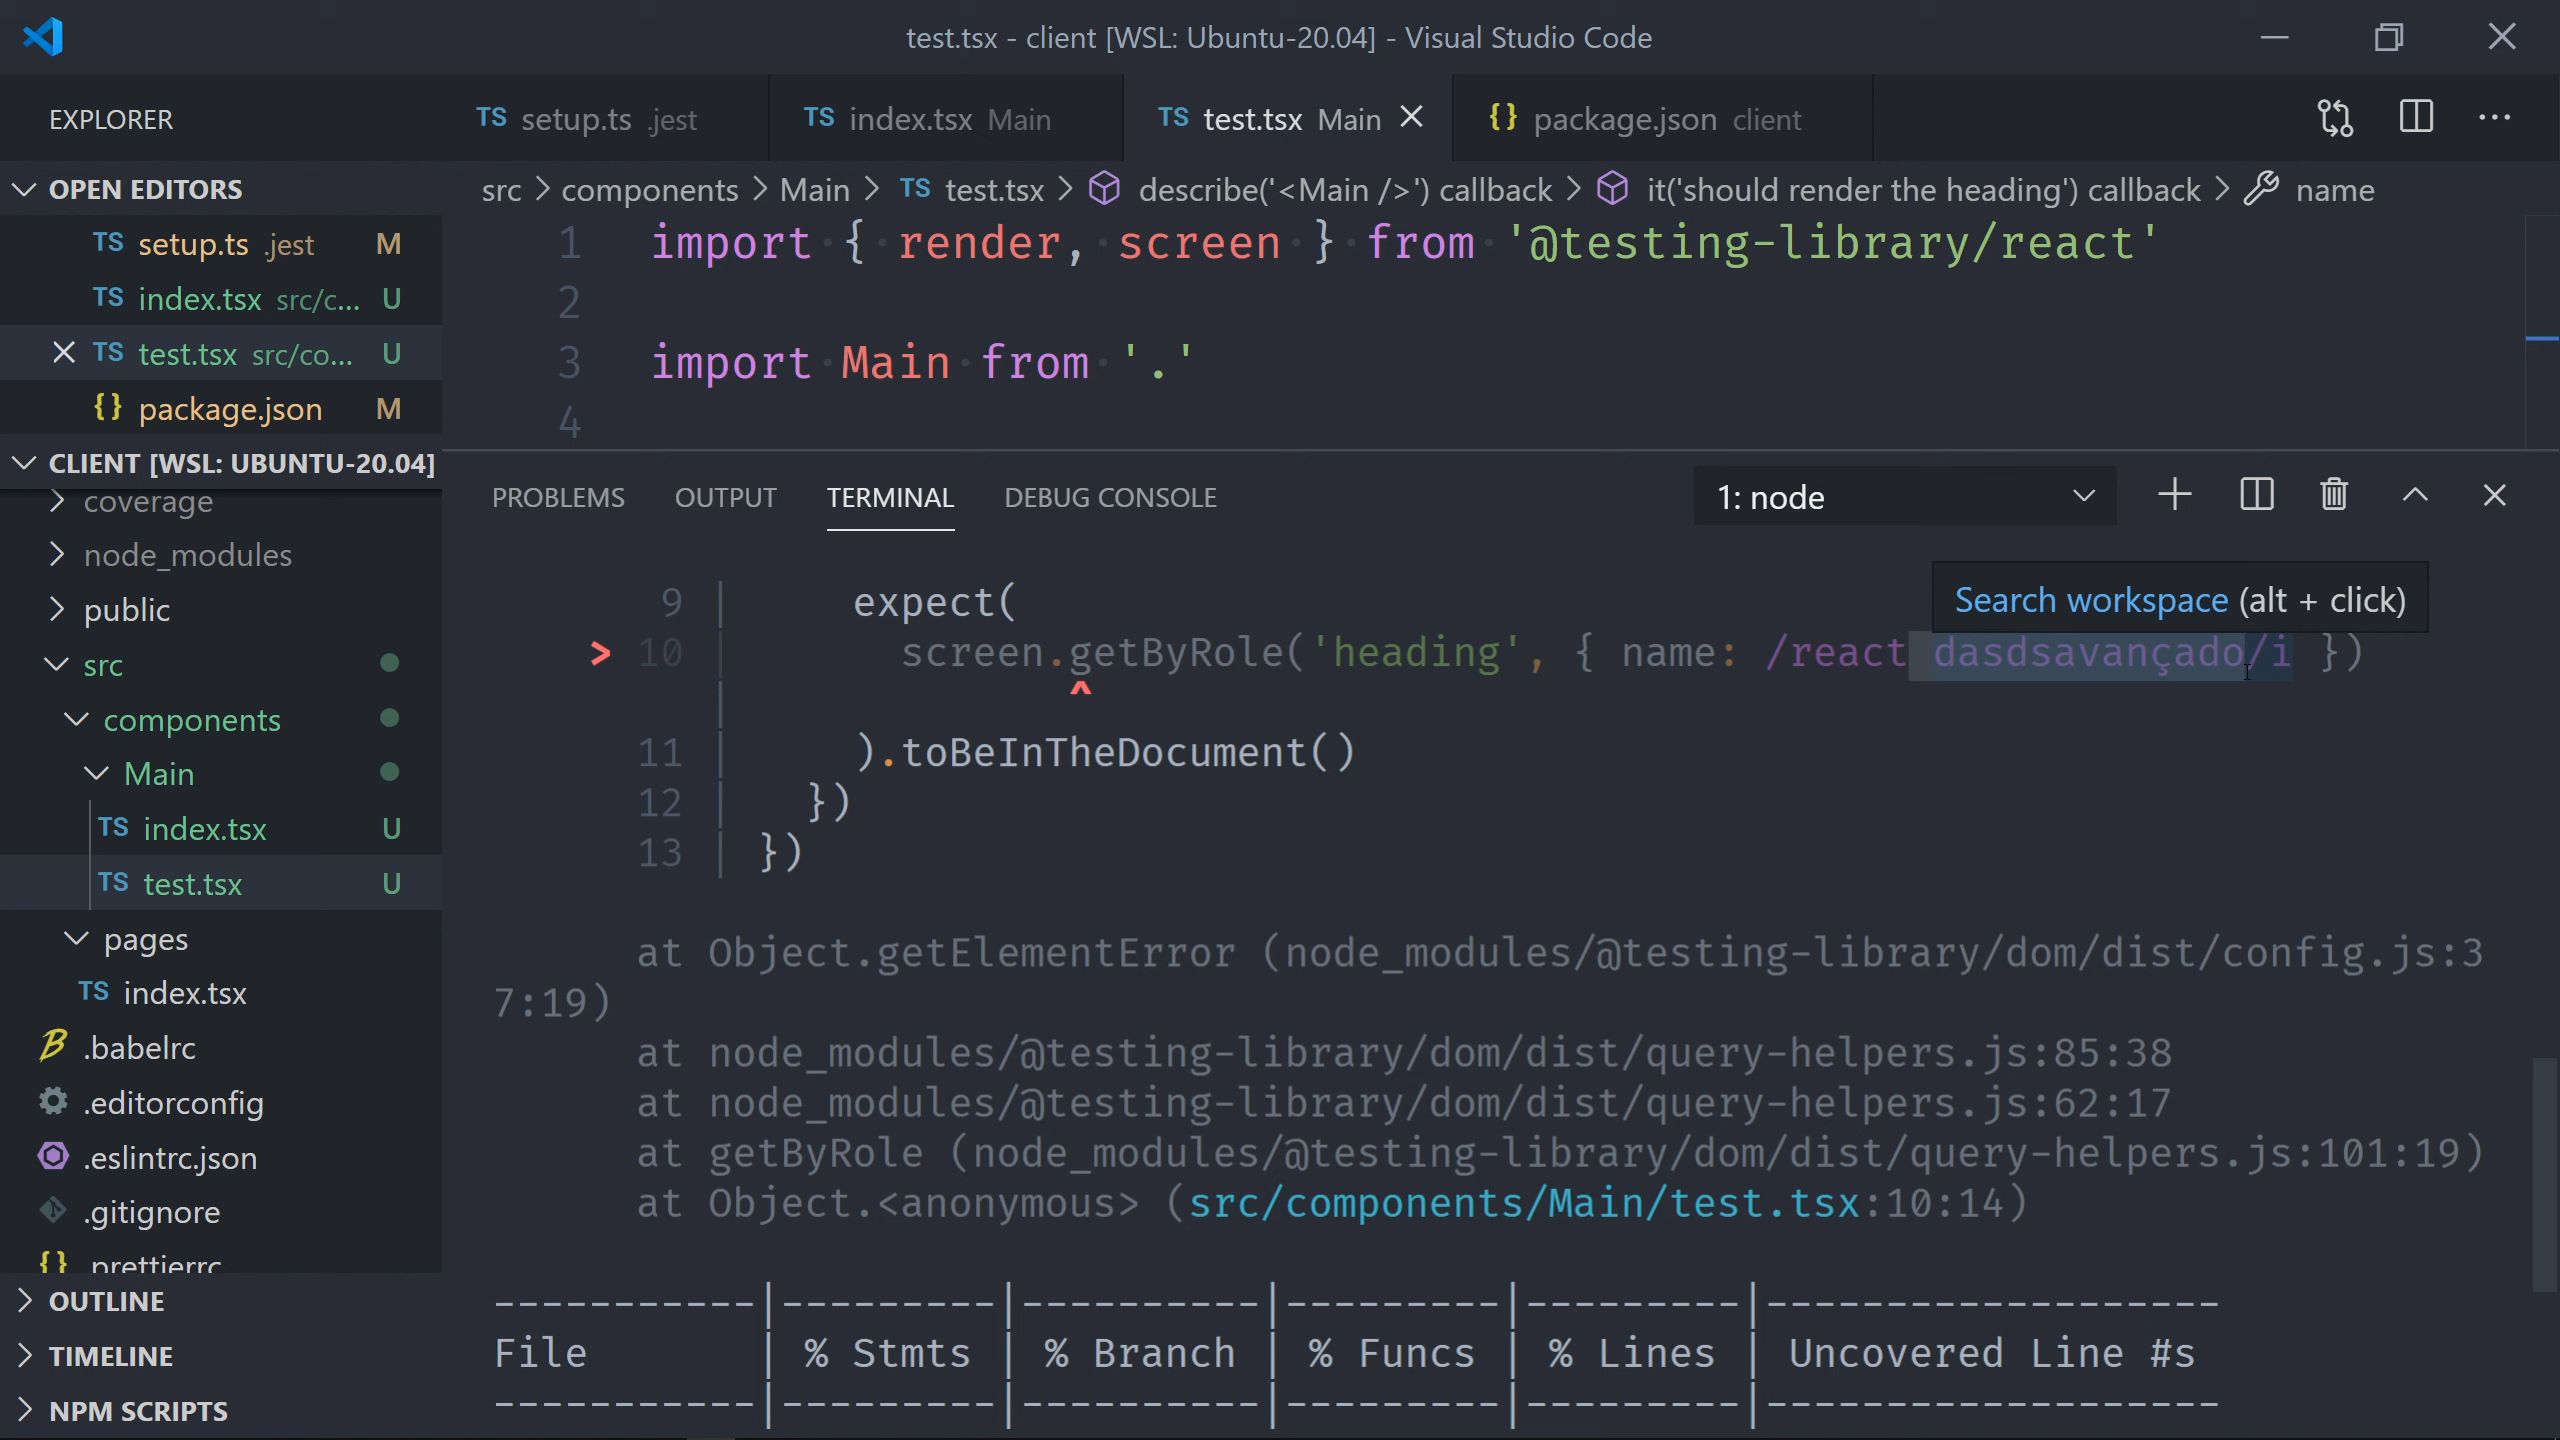 test.tsx - client [WSL: Ubuntu-20.04] - Visual Studio Code
EXPLORER
TS setup.ts .jest
TS index.tsx Main
TS test.tsx Main
{} package.json client
OPEN EDITORS
TS setup.ts .jest M
TS index.tsx src/c... U
TS test.tsx src/co... U
{} package.json M
CLIENT [WSL: UBUNTU-20.04]
coverage
node_modules
public
src
components
Main
TS index.tsx U
TS test.tsx U
pages
TS index.tsx
.babelrc
.editorconfig
.eslintrc.json
.gitignore
{} .prettierrc
OUTLINE
TIMELINE
NPM SCRIPTS
src > components > Main > TS test.tsx > describe('<Main />') callback > it('should render the heading') callback > name
1 import { render, screen } from '@testing-library/react'
2
3 import Main from '.'
4
PROBLEMS OUTPUT TERMINAL DEBUG CONSOLE
1: node
Search workspace (alt + click)
9 | expect(
> 10 | screen.getByRole('heading', { name: /react dasdsavançado/i })
| ^
11 | ).toBeInTheDocument()
12 | })
13 | })
at Object.getElementError (node_modules/@testing-library/dom/dist/config.js:3
7:19)
at node_modules/@testing-library/dom/dist/query-helpers.js:85:38
at node_modules/@testing-library/dom/dist/query-helpers.js:62:17
at getByRole (node_modules/@testing-library/dom/dist/query-helpers.js:101:19)
at Object.<anonymous> (src/components/Main/test.tsx:10:14)
-----------|---------|----------|---------|---------|-------------------
File | % Stmts | % Branch | % Funcs | % Lines | Uncovered Line #s
-----------|---------|----------|---------|---------|-------------------